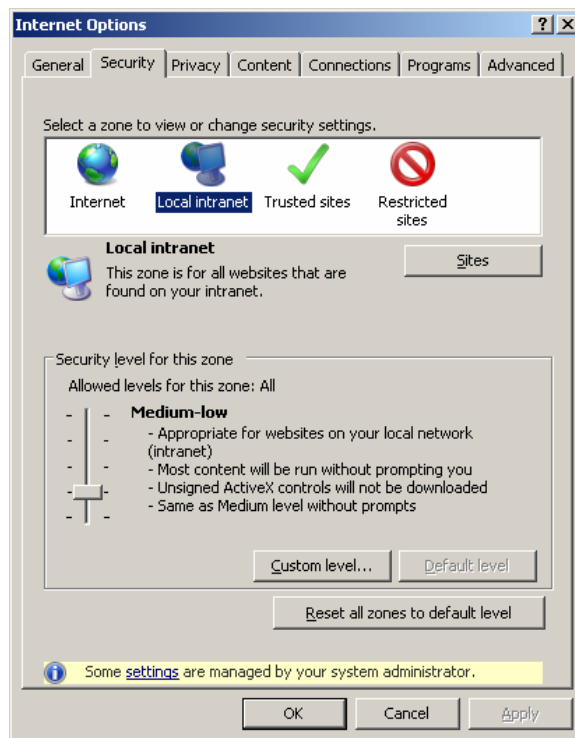 Internet Options
General Security Privacy Content Connections Programs Advanced
Select a zone to view or change security settings.
Internet Local intranet Trusted sites Restricted
sites
Local intranet
Sites
This zone is for all websites that are
found on your intranet.
Security level for this zone
Allowed levels for this zone: All
Medium-low
- Appropriate for websites on your local network
(intranet)
- Most content will be run without prompting you
- Unsigned ActiveX controls will not be downloaded
- Same as Medium level without prompts
Custom level... Default level
Reset all zones to default level
Some settings are managed by your system administrator.
OK Cancel Apply